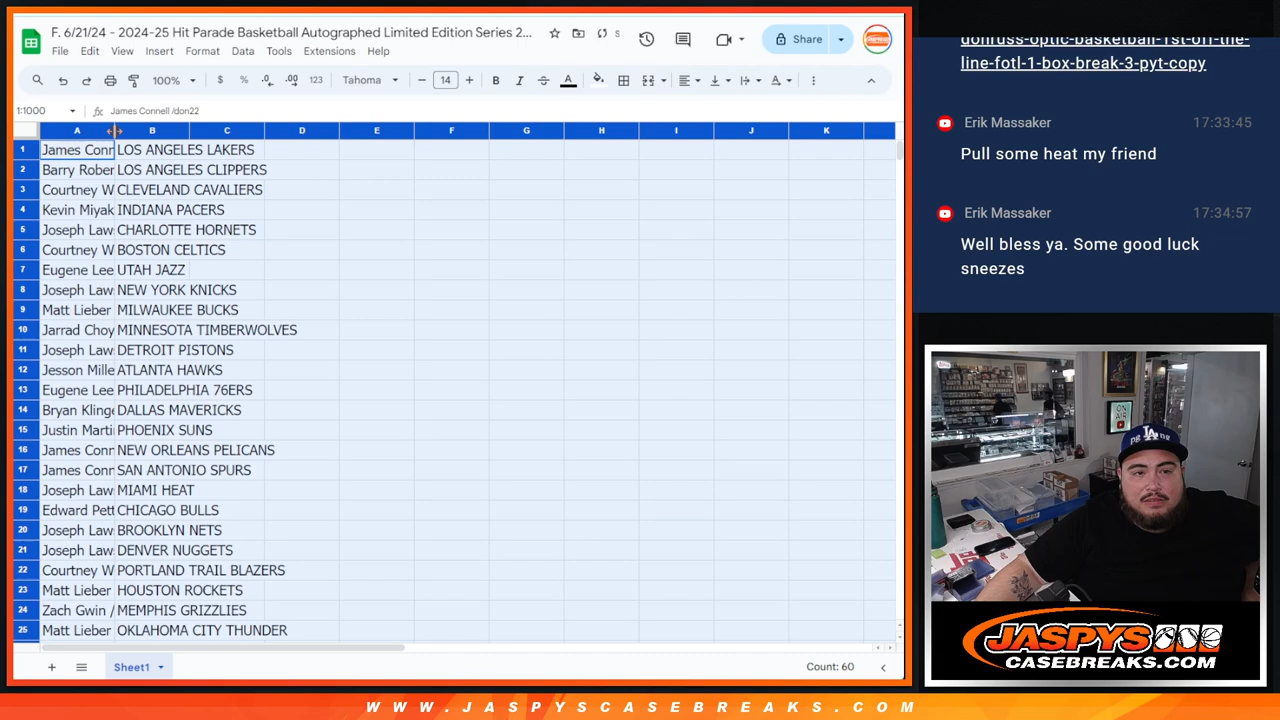 F. 6/21/24 - 2024-25 Hit Parade Basketball Autographed Limited Edition Series 2...
File Edit View Insert Format Data Tools Extensions Help
Share
100% $ % .0 .00 123 Tahoma 14 B I A
1:1000 fx James Connell /don22
A B C D E F G H I J K
1 James Conn LOS ANGELES LAKERS
2 Barry Rober LOS ANGELES CLIPPERS
3 Courtney W CLEVELAND CAVALIERS
4 Kevin Miyak INDIANA PACERS
5 Joseph Law CHARLOTTE HORNETS
6 Courtney W BOSTON CELTICS
7 Eugene Lee UTAH JAZZ
8 Joseph Law NEW YORK KNICKS
9 Matt Lieber MILWAUKEE BUCKS
10 Jarrad Choy MINNESOTA TIMBERWOLVES
11 Joseph Law DETROIT PISTONS
12 Jesson Mille ATLANTA HAWKS
13 Eugene Lee PHILADELPHIA 76ERS
14 Bryan Kling DALLAS MAVERICKS
15 Justin Marti PHOENIX SUNS
16 James Conn NEW ORLEANS PELICANS
17 James Conn SAN ANTONIO SPURS
18 Joseph Law MIAMI HEAT
19 Edward Pett CHICAGO BULLS
20 Joseph Law BROOKLYN NETS
21 Joseph Law DENVER NUGGETS
22 Courtney W PORTLAND TRAIL BLAZERS
23 Matt Lieber HOUSTON ROCKETS
24 Zach Gwin / MEMPHIS GRIZZLIES
25 Matt Lieber OKLAHOMA CITY THUNDER
Sheet1
Count: 60
donruss-optic-basketball-1st-off-the-
line-fotl-1-box-break-3-pyt-copy
Erik Massaker 17:33:45
Pull some heat my friend
Erik Massaker 17:34:57
Well bless ya. Some good luck
sneezes
ON
AIR
LA
JASPYS
CASEBREAKS.COM
WWW.JASPYSCASEBREAKS.COM